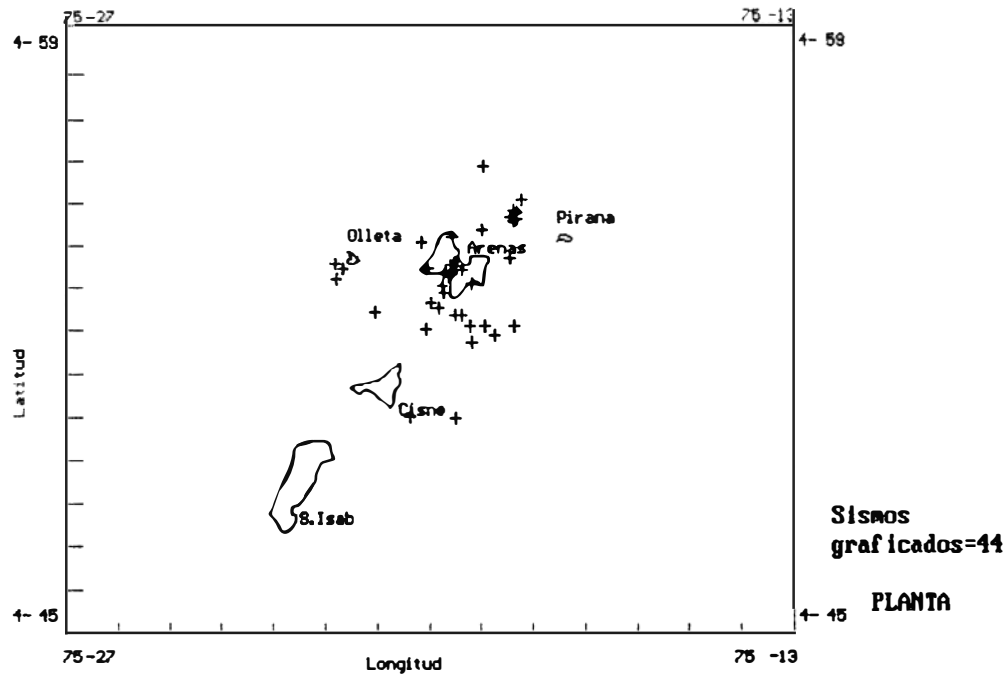 75-27 75-13
4- 59 4- 59
Pirana
Olleta
Arenas
Latitud
Cisne
S.Isab
Sismos
graficados=44
PLANTA
4- 45 4- 45
75-27 Longitud 75 -13